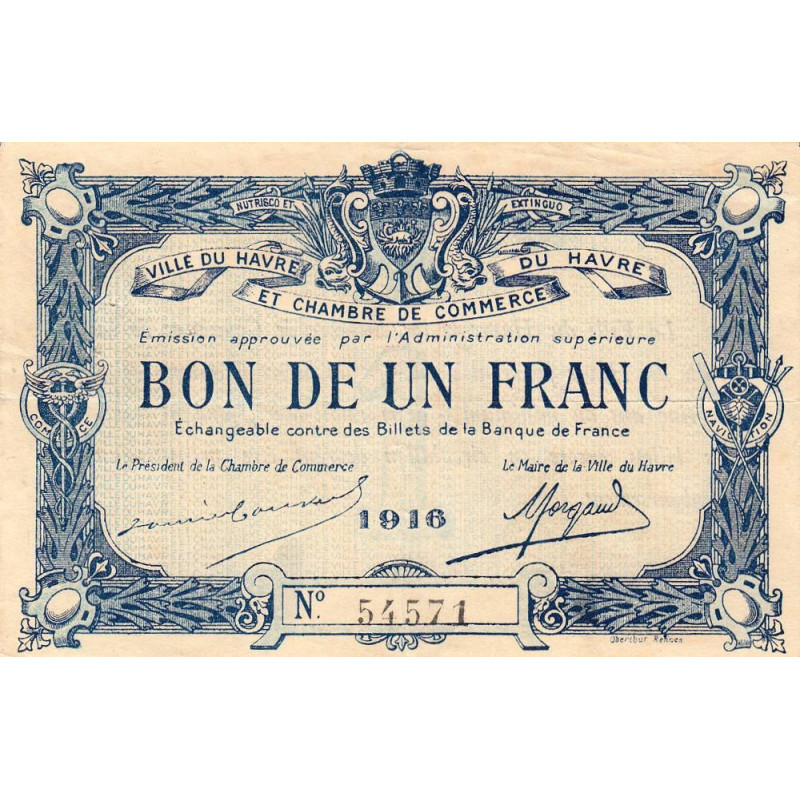 NUTRISCO ET EXTINGUO
VILLE DU HAVRE
ET CHAMBRE DE COMMERCE
DU HAVRE
Émission approuvée par l'Administration supérieure
BON DE UN FRANC
Échangeable contre des Billets de la Banque de France
COMMERCE
NAVIGATION
Le Président de la Chambre de Commerce
Le Maire de la Ville du Havre
1916
Morgand
No. 54571
Oberthur Rennes